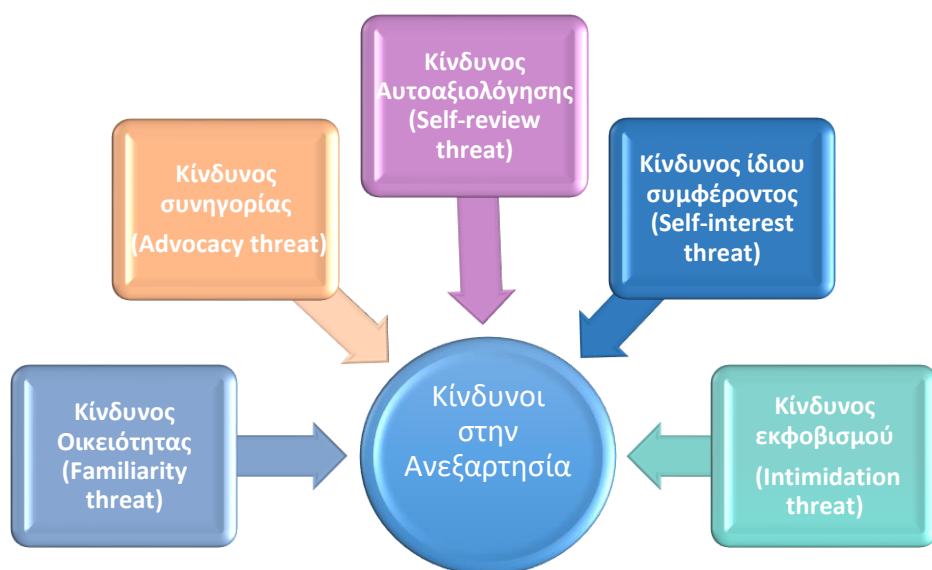 Κίνδυνος
Αυτοαξιολόγησης
(Self-review
threat)
Κίνδυνος
συνηγορίας
(Advocacy threat)
Κίνδυνος ίδιου
συμφέροντος
(Self-interest
threat)
Κίνδυνος
Οικειότητας
(Familiarity
threat)
Κίνδυνοι
στην
Ανεξαρτησία
Κίνδυνος
εκφοβισμού
(Intimidation
threat)